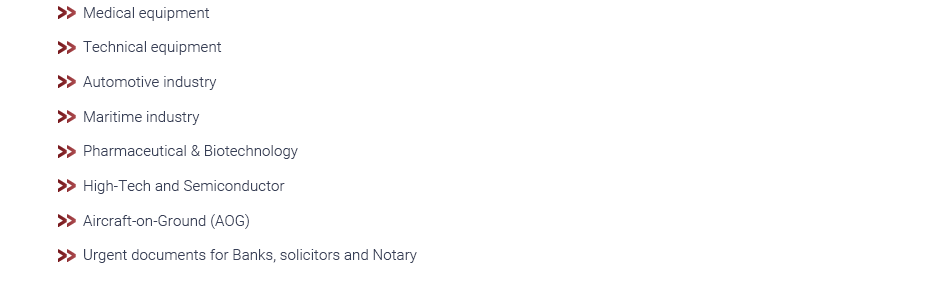 Medical equipment
Technical equipment
Automotive industry
Maritime industry
Pharmaceutical & Biotechnology
High-Tech and Semiconductor
Aircraft-on-Ground (AOG)
Urgent documents for Banks, solicitors and Notary